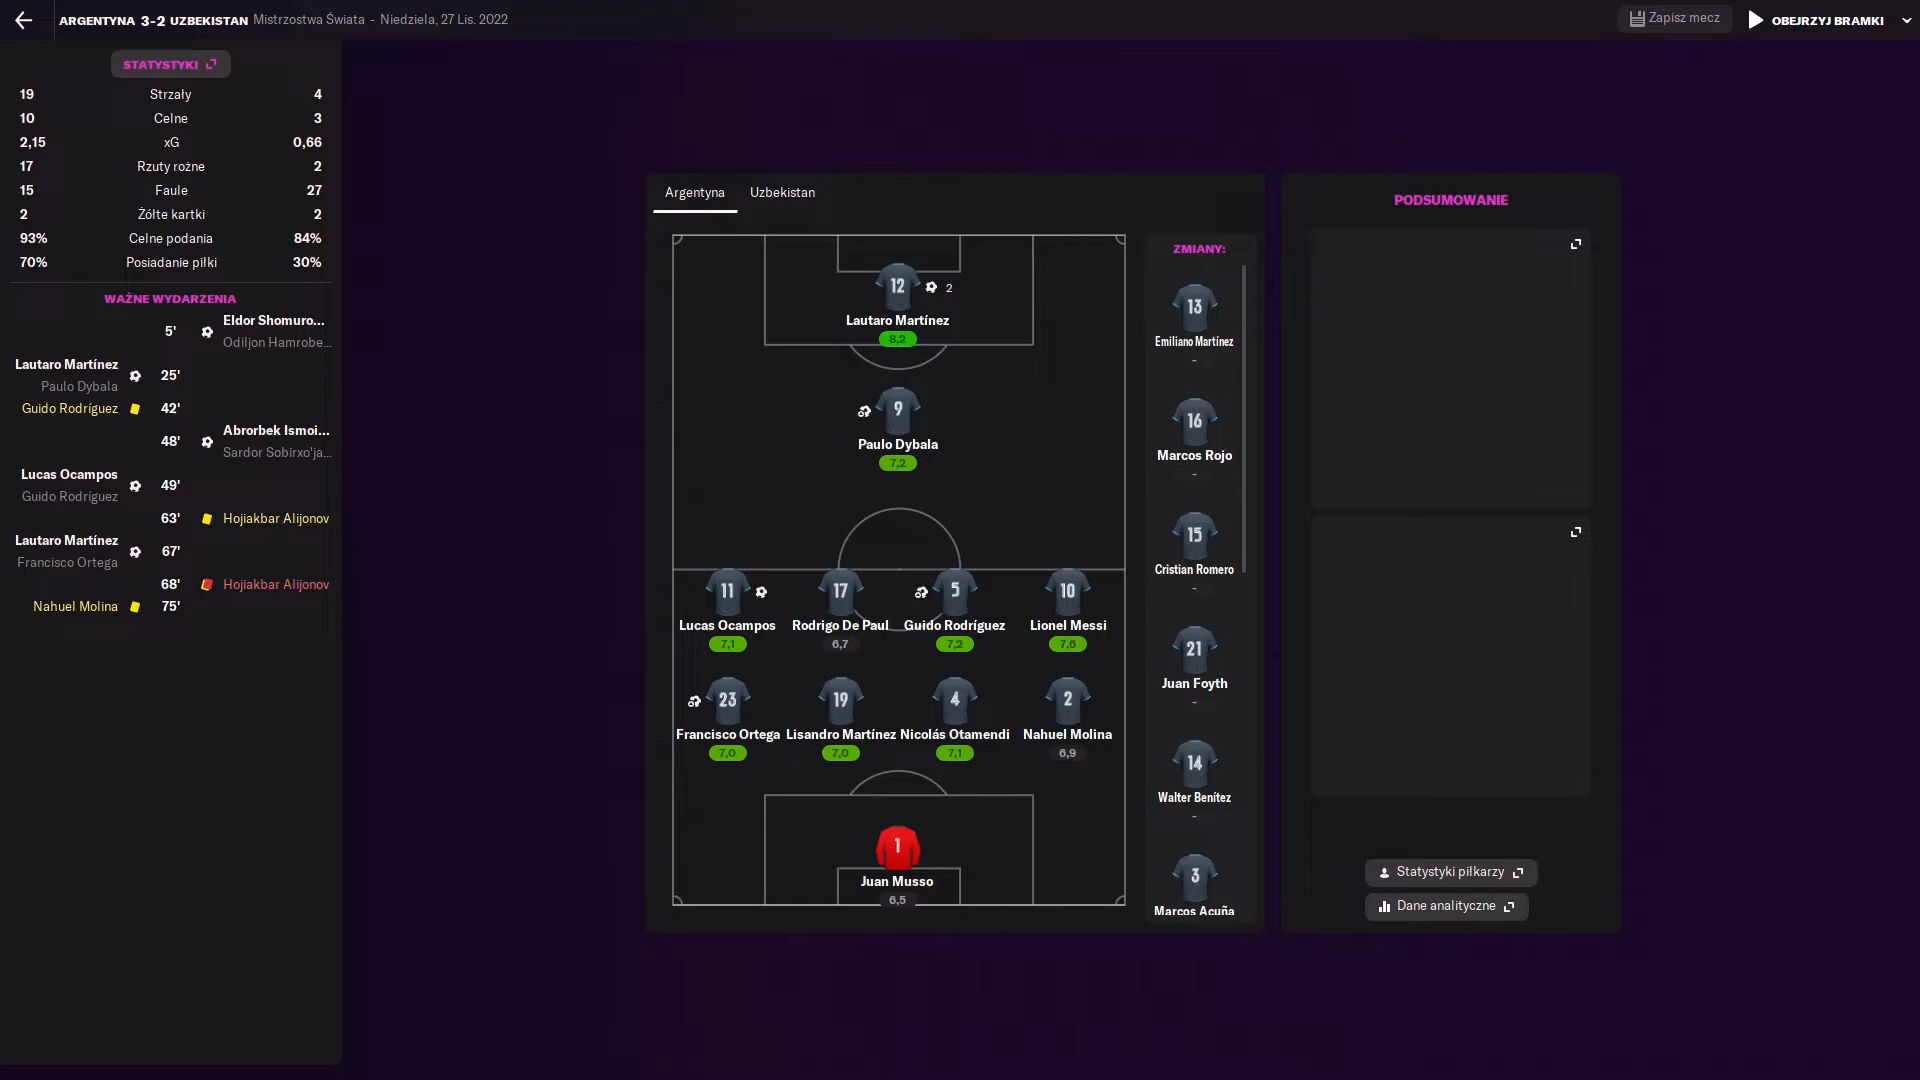 ARGENTYNA 3-2 UZBEKISTAN Mistrzostwa Świata - Niedziela, 27 Lis. 2022
Zapisz mecz
OBEJRZYJ BRAMKI
STATYSTYKI
19 Strzały 4
10 Celne 3
2,15 xG 0,66
17 Rzuty rożne 2
15 Faule 27
2 Żółte kartki 2
93% Celne podania 84%
70% Posiadanie piłki 30%
WAŻNE WYDARZENIA
5' Eldor Shomuro...
Odiljon Hamrobe...
Lautaro Martínez 25'
Paulo Dybala
Guido Rodríguez 42'
48' Abrorbek Ismoi...
Sardor Sobirxo'ja...
Lucas Ocampos 49'
Guido Rodríguez
63' Hojiakbar Alijonov
Lautaro Martínez 67'
Francisco Ortega
68' Hojiakbar Alijonov
Nahuel Molina 75'
Argentyna Uzbekistan
12 2
Lautaro Martínez
8,2
9
Paulo Dybala
7,2
11 17 5 10
Lucas Ocampos Rodrigo De Paul Guido Rodríguez Lionel Messi
7,1 6,7 7,2 7,6
23 19 4 2
Francisco Ortega Lisandro Martínez Nicolás Otamendi Nahuel Molina
7,0 7,0 7,1 6,9
1
Juan Musso
6,5
ZMIANY:
13
Emiliano Martínez
-
16
Marcos Rojo
-
15
Cristian Romero
-
21
Juan Foyth
-
14
Walter Benítez
-
3
Marcos Acuña
PODSUMOWANIE
Statystyki piłkarzy
Dane analityczne